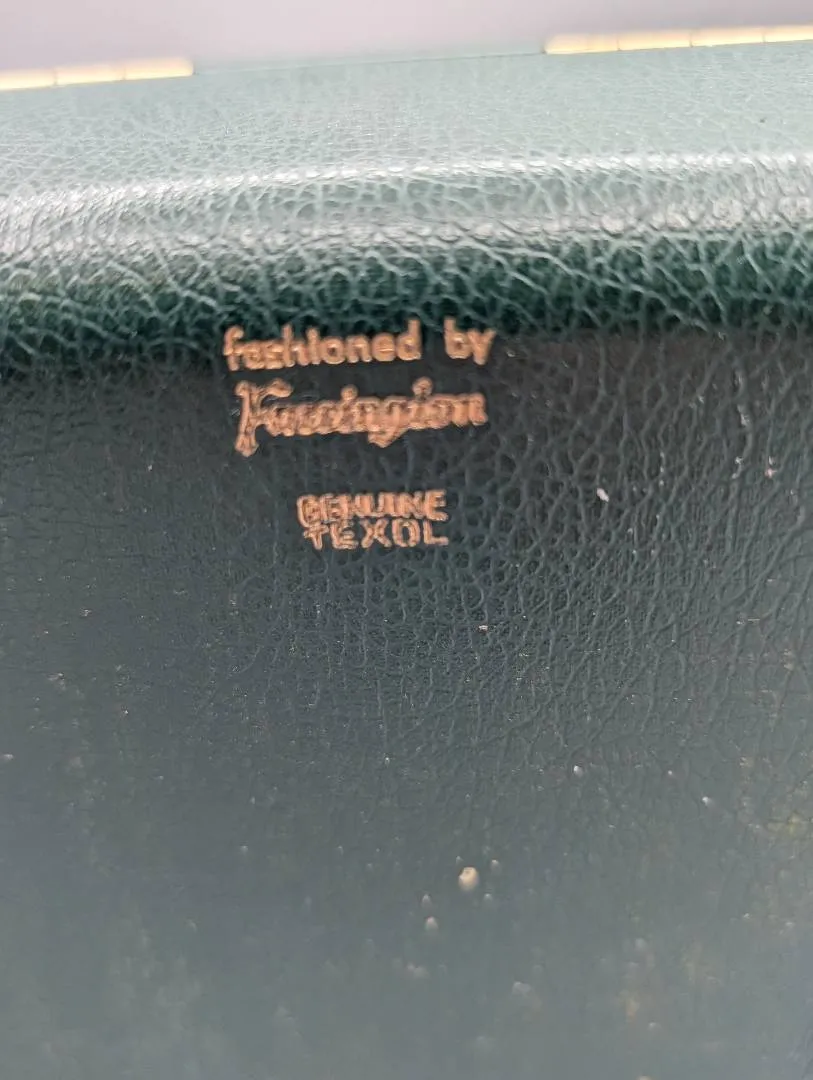 fashioned by
Farrington
GENUINE
TEXOL